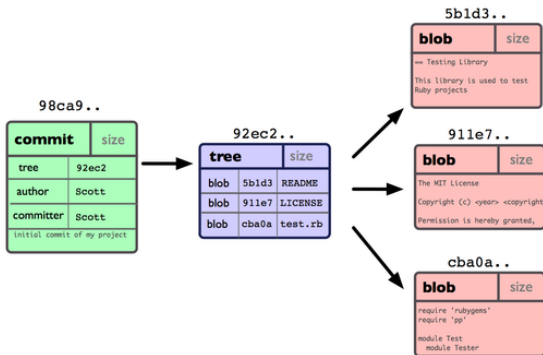 98ca9..
commit size
tree 92ec2
author Scott
committer Scott
initial commit of my project
92ec2..
tree size
blob 5b1d3 README
blob 911e7 LICENSE
blob cba0a test.rb
5b1d3..
blob size
== Testing Library
This library is used to test
Ruby projects
911e7..
blob size
The MIT License
Copyright (c) <year> <copyright
Permission is hereby granted,
cba0a..
blob size
require 'rubygems'
require 'pp'
module Test
module Tester